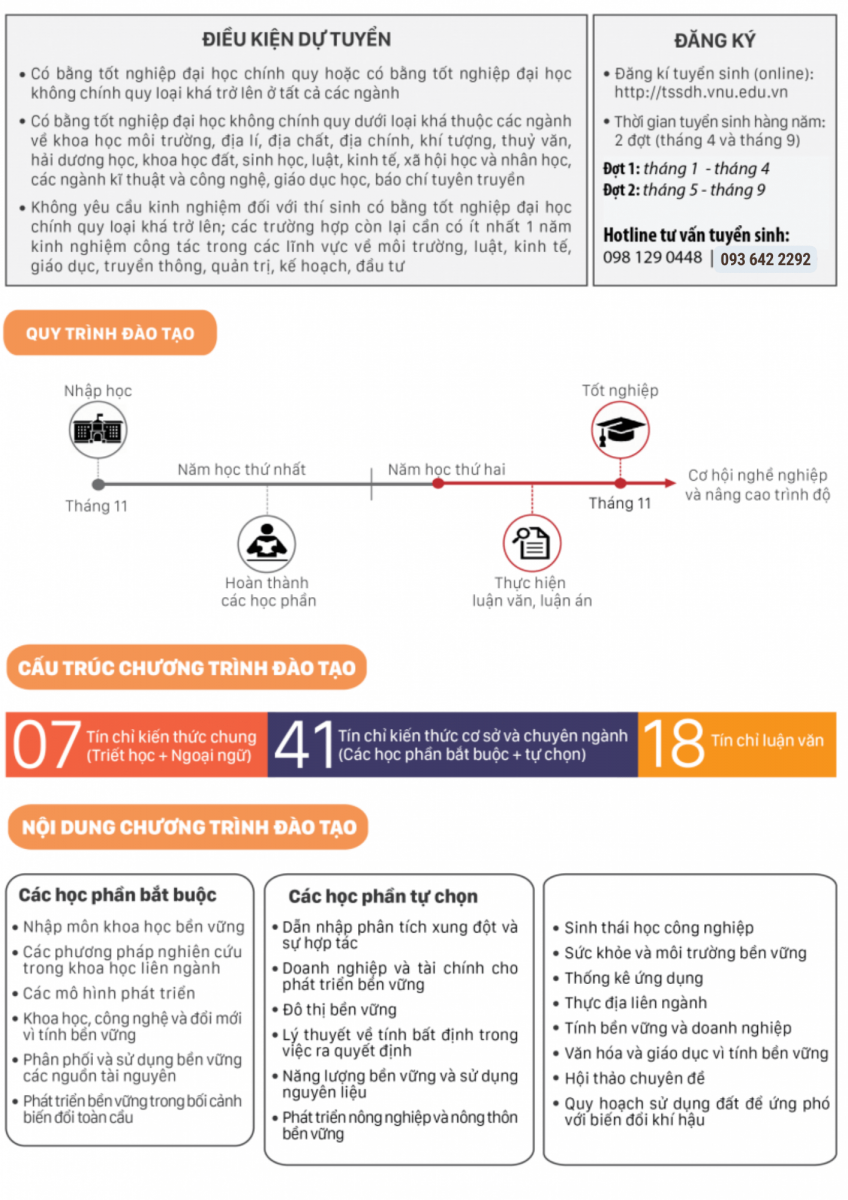 ĐIỀU KIỆN DỰ TUYỂN
• Có bằng tốt nghiệp đại học chính quy hoặc có bằng tốt nghiệp đại học
không chính quy loại khá trở lên ở tất cả các ngành
• Có bằng tốt nghiệp đại học không chính quy dưới loại khá thuộc các ngành
về khoa học môi trường, địa lí, địa chất, địa chính, khí tượng, thuỷ văn,
hải dương học, khoa học đất, sinh học, luật, kinh tế, xã hội học và nhân học,
các ngành kĩ thuật và công nghệ, giáo dục học, báo chí tuyên truyền
• Không yêu cầu kinh nghiệm đối với thí sinh có bằng tốt nghiệp đại học
chính quy loại khá trở lên; các trường hợp còn lại cần có ít nhất 1 năm
kinh nghiệm công tác trong các lĩnh vực về môi trường, luật, kinh tế,
giáo dục, truyền thông, quản trị, kế hoạch, đầu tư
ĐĂNG KÝ
• Đăng kí tuyển sinh (online):
http://tssdh.vnu.edu.vn
• Thời gian tuyển sinh hàng năm:
2 đợt (tháng 4 và tháng 9)
Đợt 1: tháng 1 - tháng 4
Đợt 2: tháng 5 - tháng 9
Hotline tư vấn tuyển sinh:
098 129 0448 | 093 642 2292
QUY TRÌNH ĐÀO TẠO
Nhập học
Tốt nghiệp
Năm học thứ nhất
Năm học thứ hai
Cơ hội nghề nghiệp
và nâng cao trình độ
Tháng 11
Tháng 11
Hoàn thành
các học phần
Thực hiện
luận văn, luận án
CẤU TRÚC CHƯƠNG TRÌNH ĐÀO TẠO
07 Tín chỉ kiến thức chung
(Triết học + Ngoại ngữ)
41 Tín chỉ kiến thức cơ sở và chuyên ngành
(Các học phần bắt buộc + tự chọn)
18 Tín chỉ luận văn
NỘI DUNG CHƯƠNG TRÌNH ĐÀO TẠO
Các học phần bắt buộc
• Nhập môn khoa học bền vững
• Các phương pháp nghiên cứu
trong khoa học liên ngành
• Các mô hình phát triển
• Khoa học, công nghệ và đổi mới
vì tính bền vững
• Phân phối và sử dụng bền vững
các nguồn tài nguyên
• Phát triển bền vững trong bối cảnh
biến đổi toàn cầu
Các học phần tự chọn
• Dẫn nhập phân tích xung đột và
sự hợp tác
• Doanh nghiệp và tài chính cho
phát triển bền vững
• Đô thị bền vững
• Lý thuyết về tính bất định trong
việc ra quyết định
• Năng lượng bền vững và sử dụng
nguyên liệu
• Phát triển nông nghiệp và nông thôn
bền vững
• Sinh thái học công nghiệp
• Sức khỏe và môi trường bền vững
• Thống kê ứng dụng
• Thực địa liên ngành
• Tính bền vững và doanh nghiệp
• Văn hóa và giáo dục vì tính bền vững
• Hội thảo chuyên đề
• Quy hoạch sử dụng đất để ứng phó
với biến đổi khí hậu